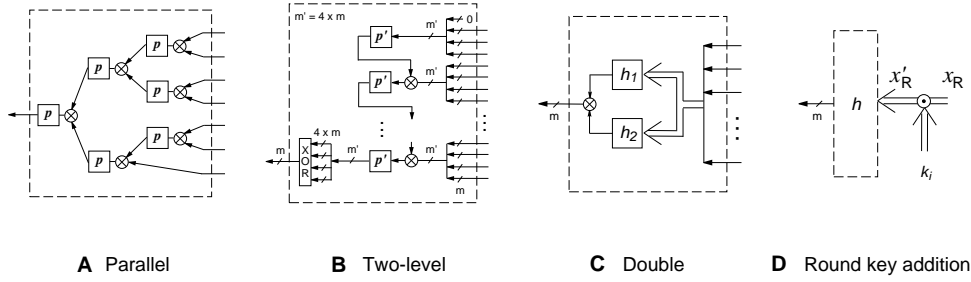 p
p
p
p
p
p
p
m' = 4 x m
0
p'
m'
p'
m'
4 x m
m
X
O
R
m'
p'
m'
m
h1
h2
m
h
m
x'R
xR
ki
A Parallel
B Two-level
C Double
D Round key addition